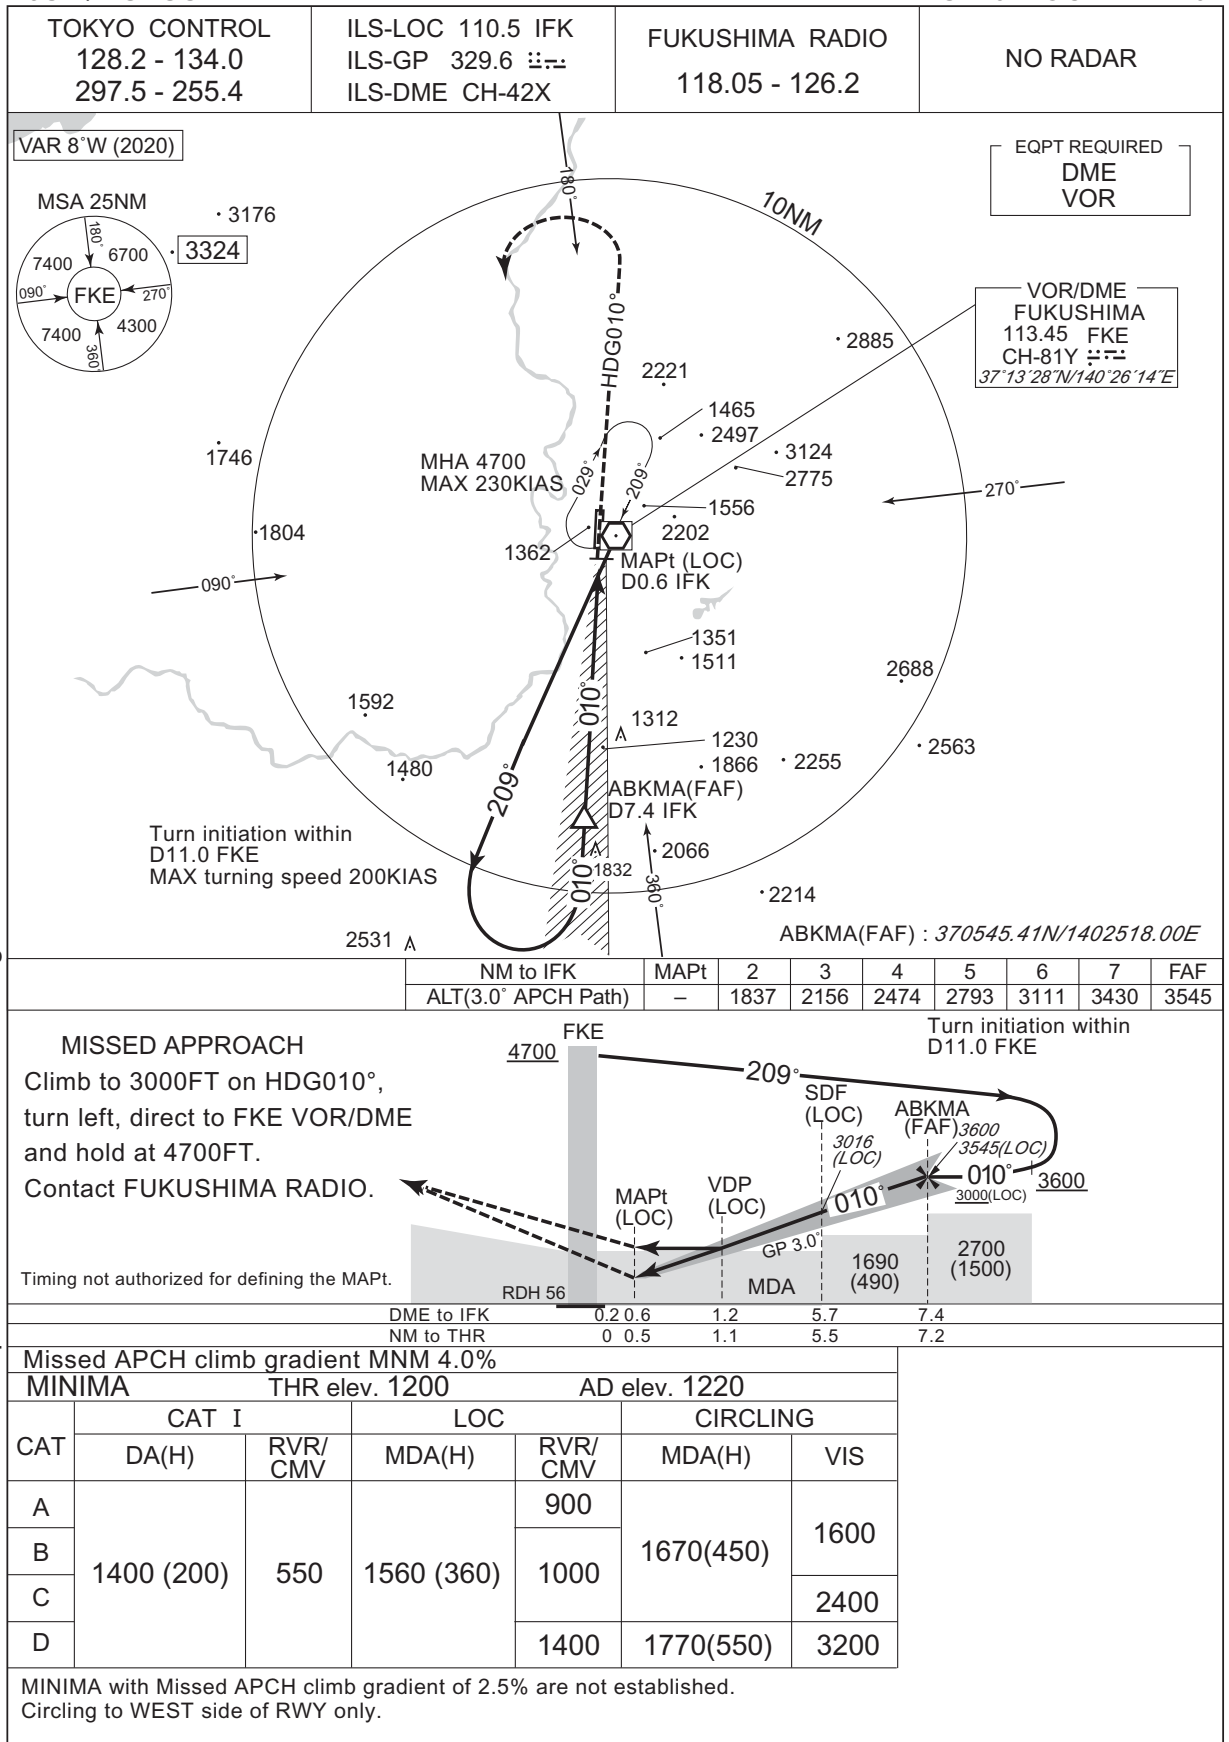 TOKYO CONTROL
128.2 - 134.0
297.5 - 255.4
ILS-LOC 110.5 IFK
ILS-GP 329.6
ILS-DME CH-42X
FUKUSHIMA RADIO
118.05 - 126.2
NO RADAR
VAR 8°W (2020)
EQPT REQUIRED
DME
VOR
MSA 25NM
180°
7400
6700
090°
FKE
270°
7400
4300
360°
3176
3324
180°
10NM
VOR/DME
FUKUSHIMA
113.45 FKE
CH-81Y
37°13′28″N/140°26′14″E
HDG010°
2885
2221
1465
2497
3124
2775
1746
MHA 4700
MAX 230KIAS
029°
209°
270°
1556
2202
1804
1362
MAPt (LOC)
D0.6 IFK
090°
1351
1511
2688
010°
1592
1312
1230
1866
2255
2563
1480
209°
ABKMA(FAF)
D7.4 IFK
Turn initiation within
D11.0 FKE
MAX turning speed 200KIAS
2066
1832
010°
360°
2214
2531
ABKMA(FAF) : 370545.41N/1402518.00E
NM to IFK MAPt 2 3 4 5 6 7 FAF
ALT(3.0° APCH Path) – 1837 2156 2474 2793 3111 3430 3545
MISSED APPROACH
Climb to 3000FT on HDG010°,
turn left, direct to FKE VOR/DME
and hold at 4700FT.
Contact FUKUSHIMA RADIO.
Timing not authorized for defining the MAPt.
FKE
4700
209°
Turn initiation within
D11.0 FKE
SDF
(LOC)
ABKMA
(FAF)
3600
3545(LOC)
3016
(LOC)
010°
3000(LOC)
3600
MAPt
(LOC)
VDP
(LOC)
010°
GP 3.0°
1690
(490)
2700
(1500)
MDA
RDH 56
DME to IFK 0.2 0.6 1.2 5.7 7.4
NM to THR 0 0.5 1.1 5.5 7.2
Missed APCH climb gradient MNM 4.0%
MINIMA THR elev. 1200 AD elev. 1220
CAT
CAT I
LOC
CIRCLING
DA(H)
RVR/
CMV
MDA(H)
RVR/
CMV
MDA(H)
VIS
A
B
C
D
1400 (200)
550
1560 (360)
900
1000
1400
1670(450)
1770(550)
1600
2400
3200
MINIMA with Missed APCH climb gradient of 2.5% are not established.
Circling to WEST side of RWY only.